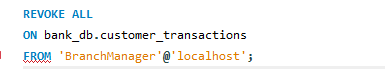 REVOKE ALL
ON bank_db.customer_transactions
FROM 'BranchManager'@'localhost';